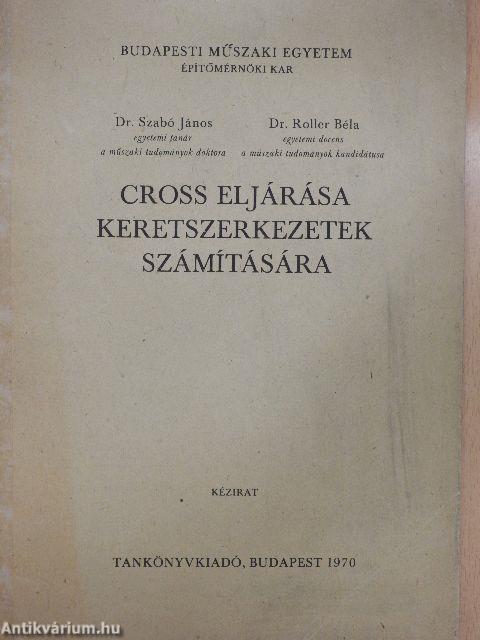 BUDAPESTI MŰSZAKI EGYETEM
ÉPÍTŐMÉRNÖKI KAR
Dr. Szabó János
egyetemi tanár
a műszaki tudományok doktora
Dr. Roller Béla
egyetemi docens
a műszaki tudományok kandidátusa
CROSS ELJÁRÁSA
KERETSZERKEZETEK
SZÁMÍTÁSÁRA
KÉZIRAT
TANKÖNYVKIADÓ, BUDAPEST 1970
Antikvárium.hu